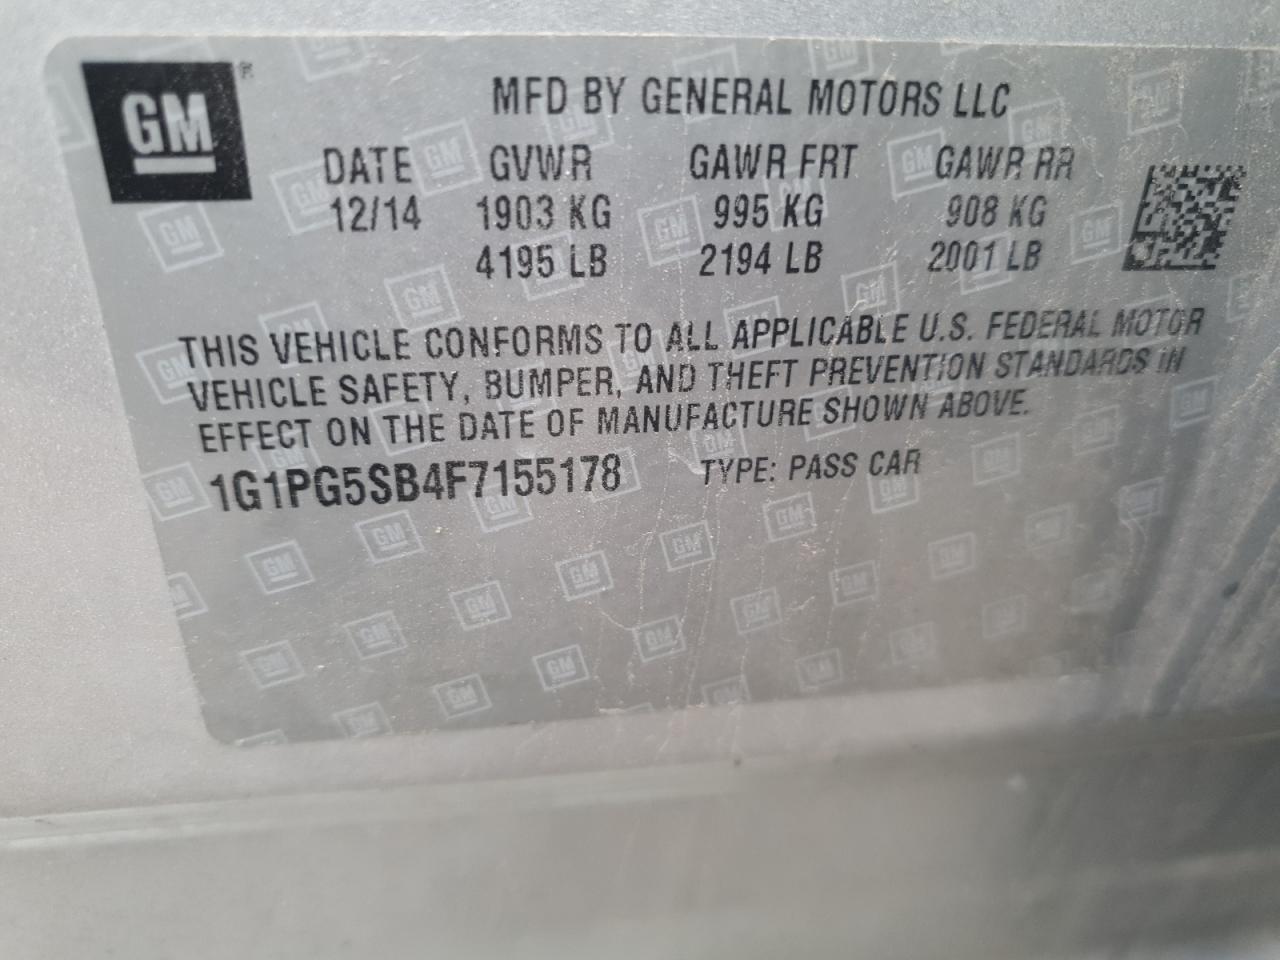 GM
MFD BY GENERAL MOTORS LLC
DATE GVWR GAWR FRT GAWR RR
12/14 1903 KG 995 KG 908 KG
4195 LB 2194 LB 2001 LB
THIS VEHICLE CONFORMS TO ALL APPLICABLE U.S. FEDERAL MOTOR
VEHICLE SAFETY, BUMPER, AND THEFT PREVENTION STANDARDS IN
EFFECT ON THE DATE OF MANUFACTURE SHOWN ABOVE.
1G1PG5SB4F7155178 TYPE: PASS CAR